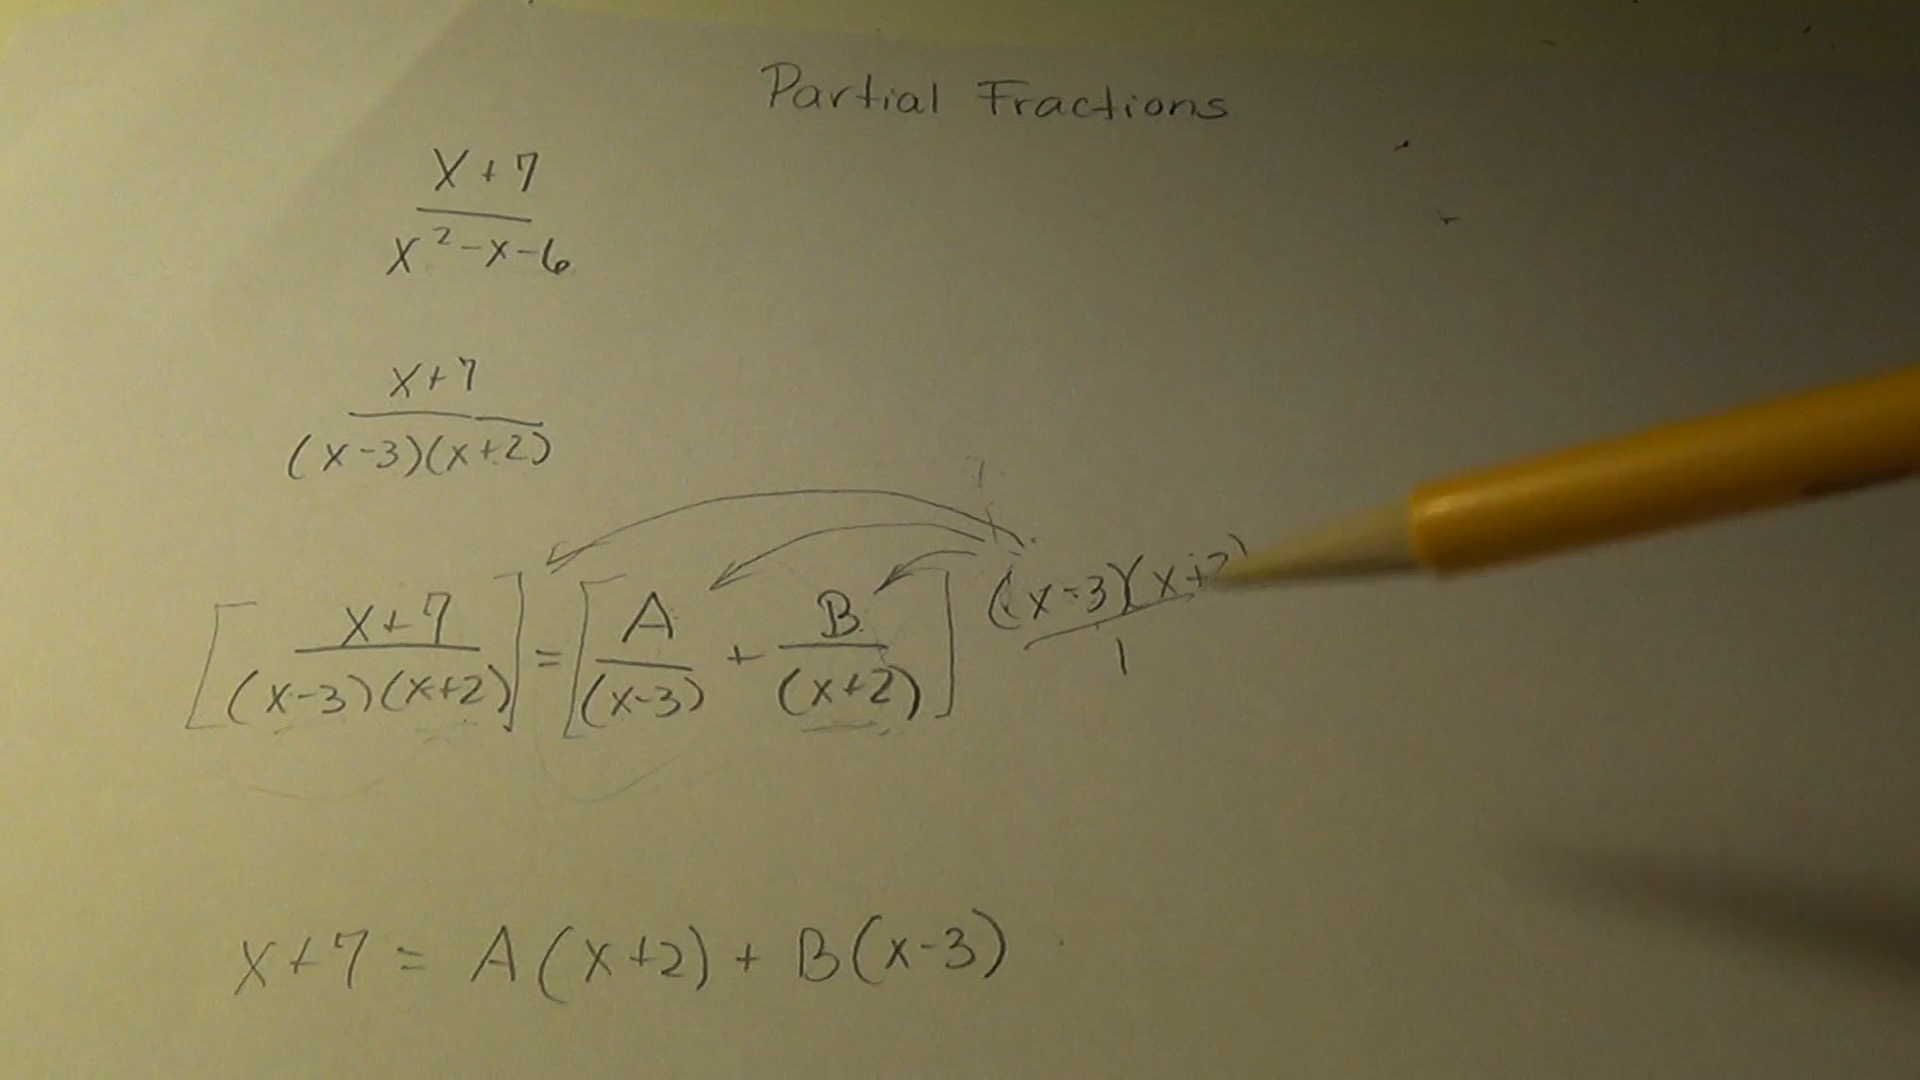 Partial Fractions
x+7
x²-x-6
x+7
(x-3)(x+2)
[x+7/(x-3)(x+2)] = [A/(x-3) + B/(x+2)] (x-3)(x+2)/1
x+7 = A(x+2) + B(x-3)